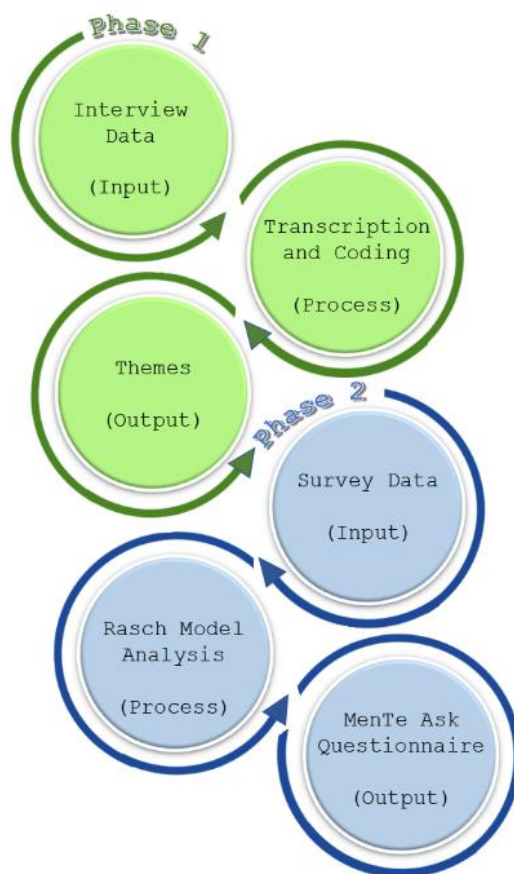 Phase 1
Interview
Data
(Input)
Transcription
and Coding
(Process)
Themes
(Output)
Phase 2
Survey Data
(Input)
Rasch Model
Analysis
(Process)
MenTe Ask
Questionnaire
(Output)